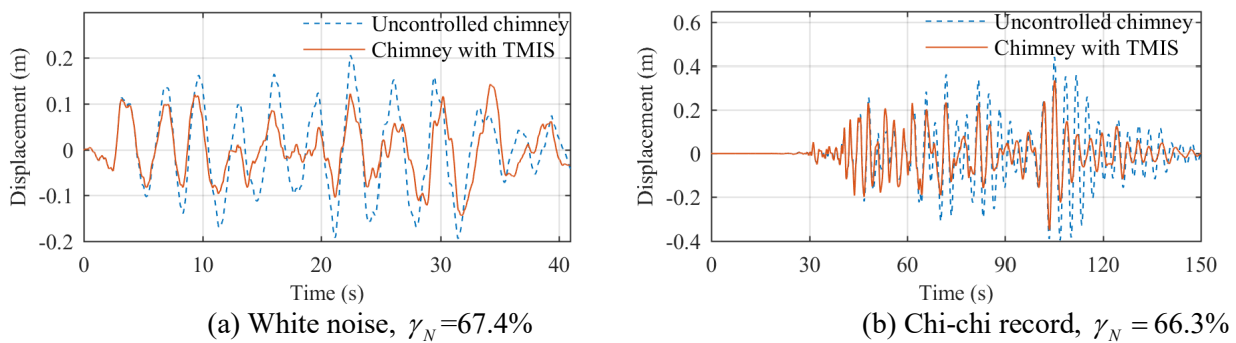 Uncontrolled chimney
Chimney with TMIS
Displacement (m)
0.2
0.1
0
-0.1
-0.2
0 10 20 30 40
Time (s)
(a) White noise, γ_N =67.4%
Uncontrolled chimney
Chimney with TMIS
Displacement (m)
0.6
0.4
0.2
0
-0.2
-0.4
0 30 60 90 120 150
Time (s)
(b) Chi-chi record, γ_N = 66.3%